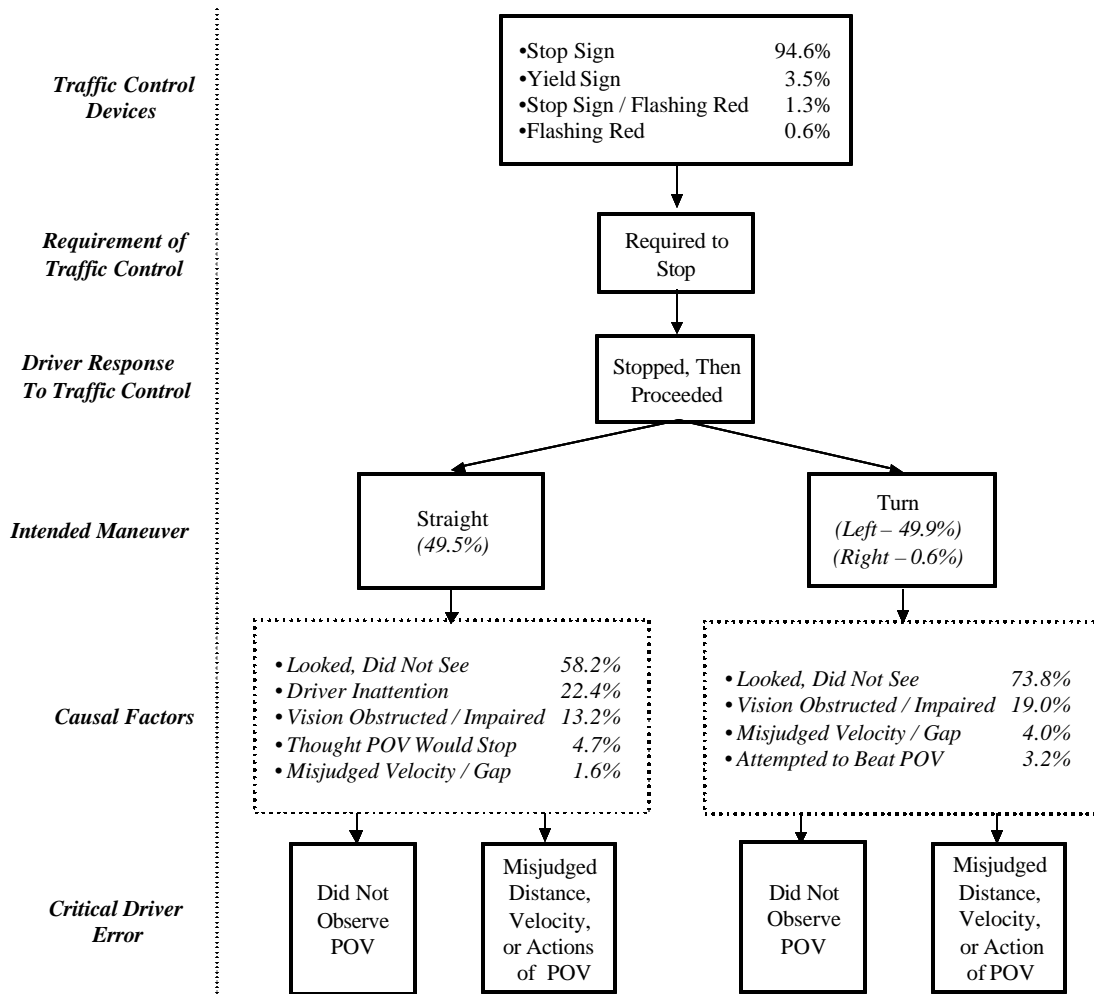 Traffic Control
Devices
•Stop Sign 94.6%
•Yield Sign 3.5%
•Stop Sign / Flashing Red 1.3%
•Flashing Red 0.6%
Requirement of
Traffic Control
Required to
Stop
Driver Response
To Traffic Control
Stopped, Then
Proceeded
Intended Maneuver
Straight
(49.5%)
Turn
(Left – 49.9%)
(Right – 0.6%)
Causal Factors
• Looked, Did Not See 58.2%
• Driver Inattention 22.4%
• Vision Obstructed / Impaired 13.2%
• Thought POV Would Stop 4.7%
• Misjudged Velocity / Gap 1.6%
• Looked, Did Not See 73.8%
• Vision Obstructed / Impaired 19.0%
• Misjudged Velocity / Gap 4.0%
• Attempted to Beat POV 3.2%
Critical Driver
Error
Did Not
Observe
POV
Misjudged
Distance,
Velocity,
or Actions
of POV
Did Not
Observe
POV
Misjudged
Distance,
Velocity,
or Action
of POV